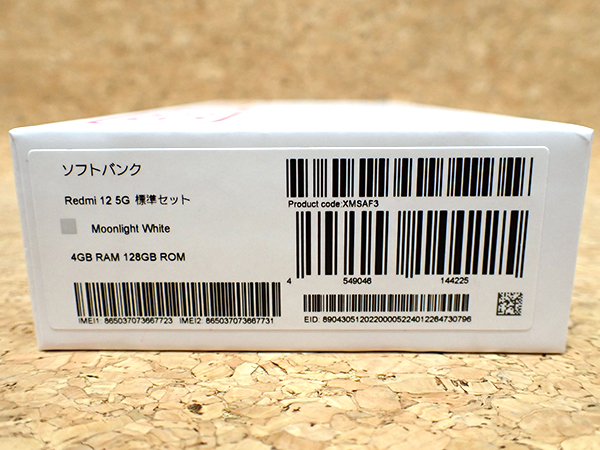 ソフトバンク
Redmi 12 5G 標準セット
Moonlight White
4GB RAM 128GB ROM
IMEI1: 865037073667723 IMEI2: 865037073667731
Product code:XMSAF3
4 549046 144225
EID: 89043051202200005224012264730796